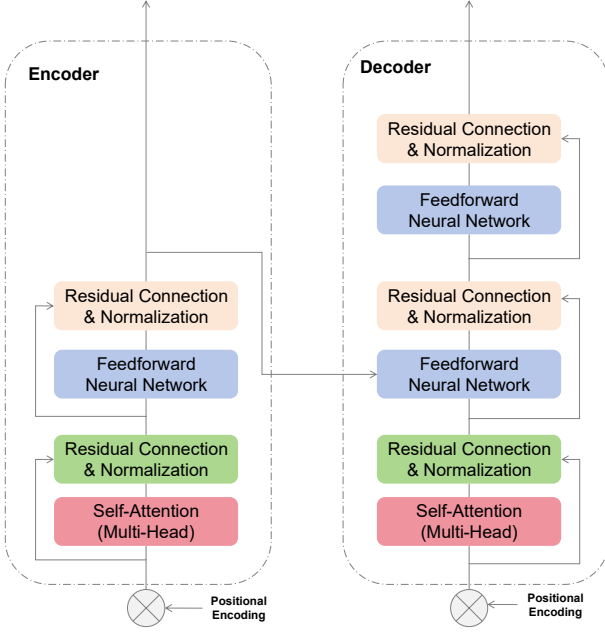 Encoder
Residual Connection
& Normalization
Feedforward
Neural Network
Residual Connection
& Normalization
Self-Attention
(Multi-Head)
Positional
Encoding
Decoder
Residual Connection
& Normalization
Feedforward
Neural Network
Residual Connection
& Normalization
Feedforward
Neural Network
Residual Connection
& Normalization
Self-Attention
(Multi-Head)
Positional
Encoding